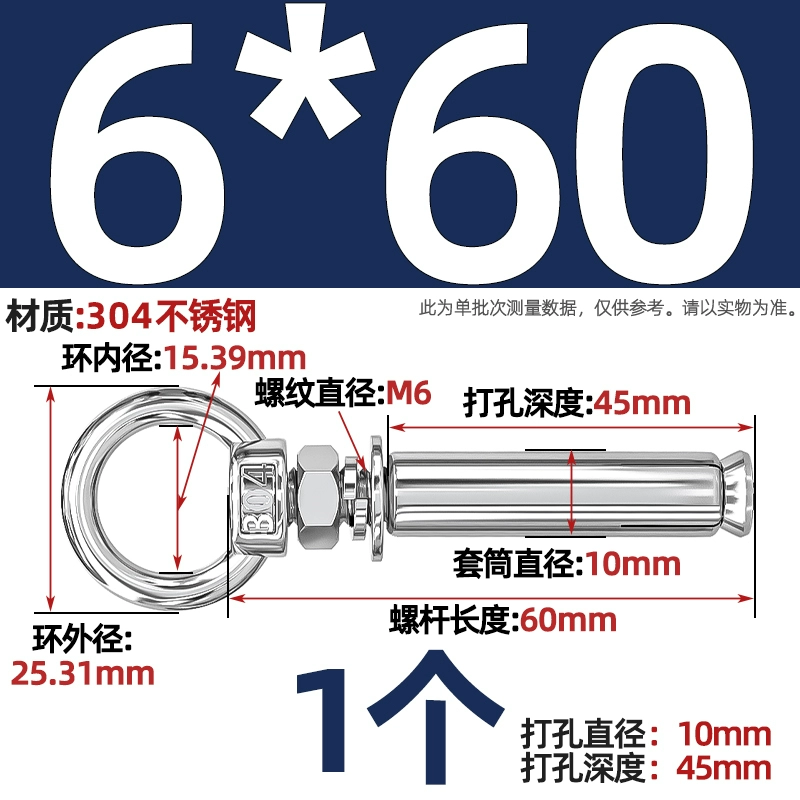 6*60
材质:304不锈钢
此为单批次测量数据，仅供参考。请以实物为准。
环内径:15.39mm
螺纹直径:M6
打孔深度:45mm
304
套筒直径:10mm
螺杆长度:60mm
环外径:
25.31mm
1个
打孔直径：10mm
打孔深度：45mm